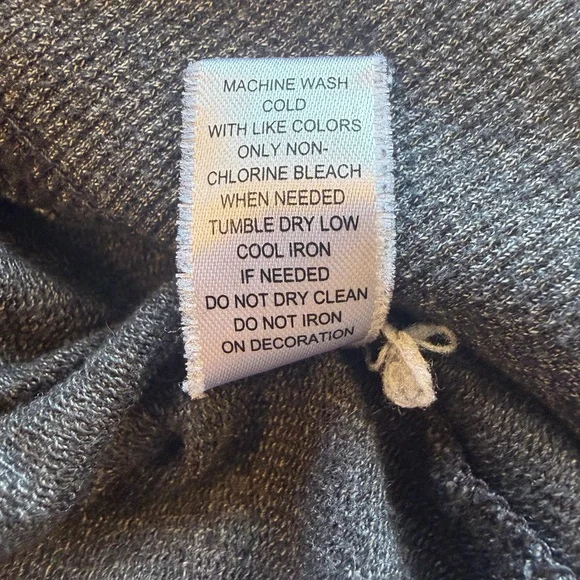 MACHINE WASH
COLD
WITH LIKE COLORS
ONLY NON-
CHLORINE BLEACH
WHEN NEEDED
TUMBLE DRY LOW
COOL IRON
IF NEEDED
DO NOT DRY CLEAN
DO NOT IRON
ON DECORATION